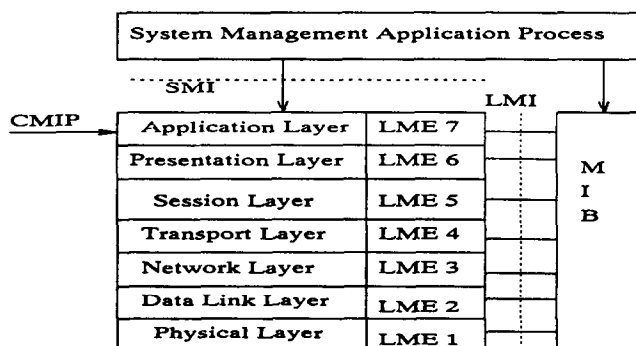 System Management Application Process
SMI
LMI
CMIP
Application Layer LME 7
Presentation Layer LME 6
Session Layer LME 5
Transport Layer LME 4
Network Layer LME 3
Data Link Layer LME 2
Physical Layer LME 1
M
I
B